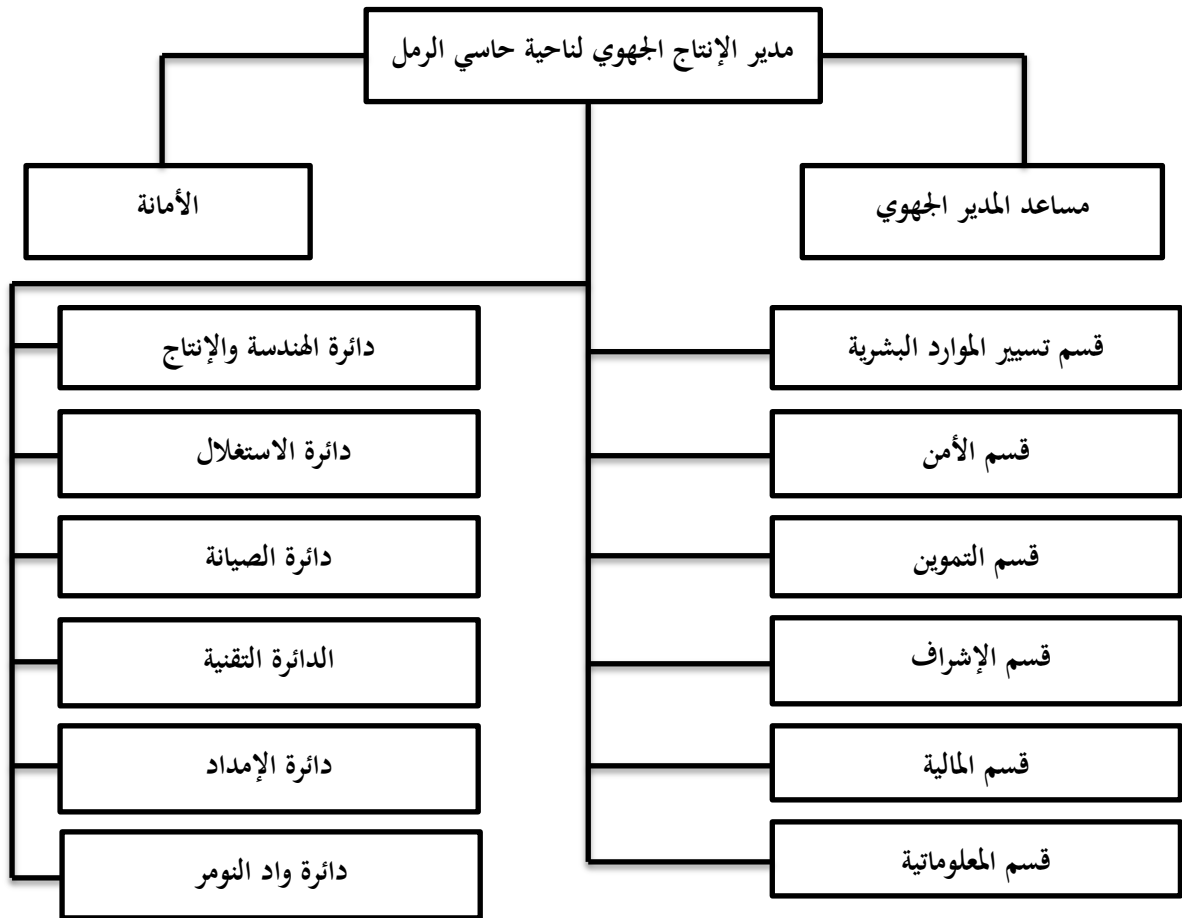 مدير الإنتاج الجهوي لناحية حاسي الرمل
مساعد المدير الجهوي
الأمانة
قسم تسيير الموارد البشرية
دائرة الهندسة والإنتاج
قسم الأمن
دائرة الاستغلال
قسم التموين
دائرة الصيانة
قسم الإشراف
الدائرة التقنية
قسم المالية
دائرة الإمداد
قسم المعلوماتية
دائرة واد النومر